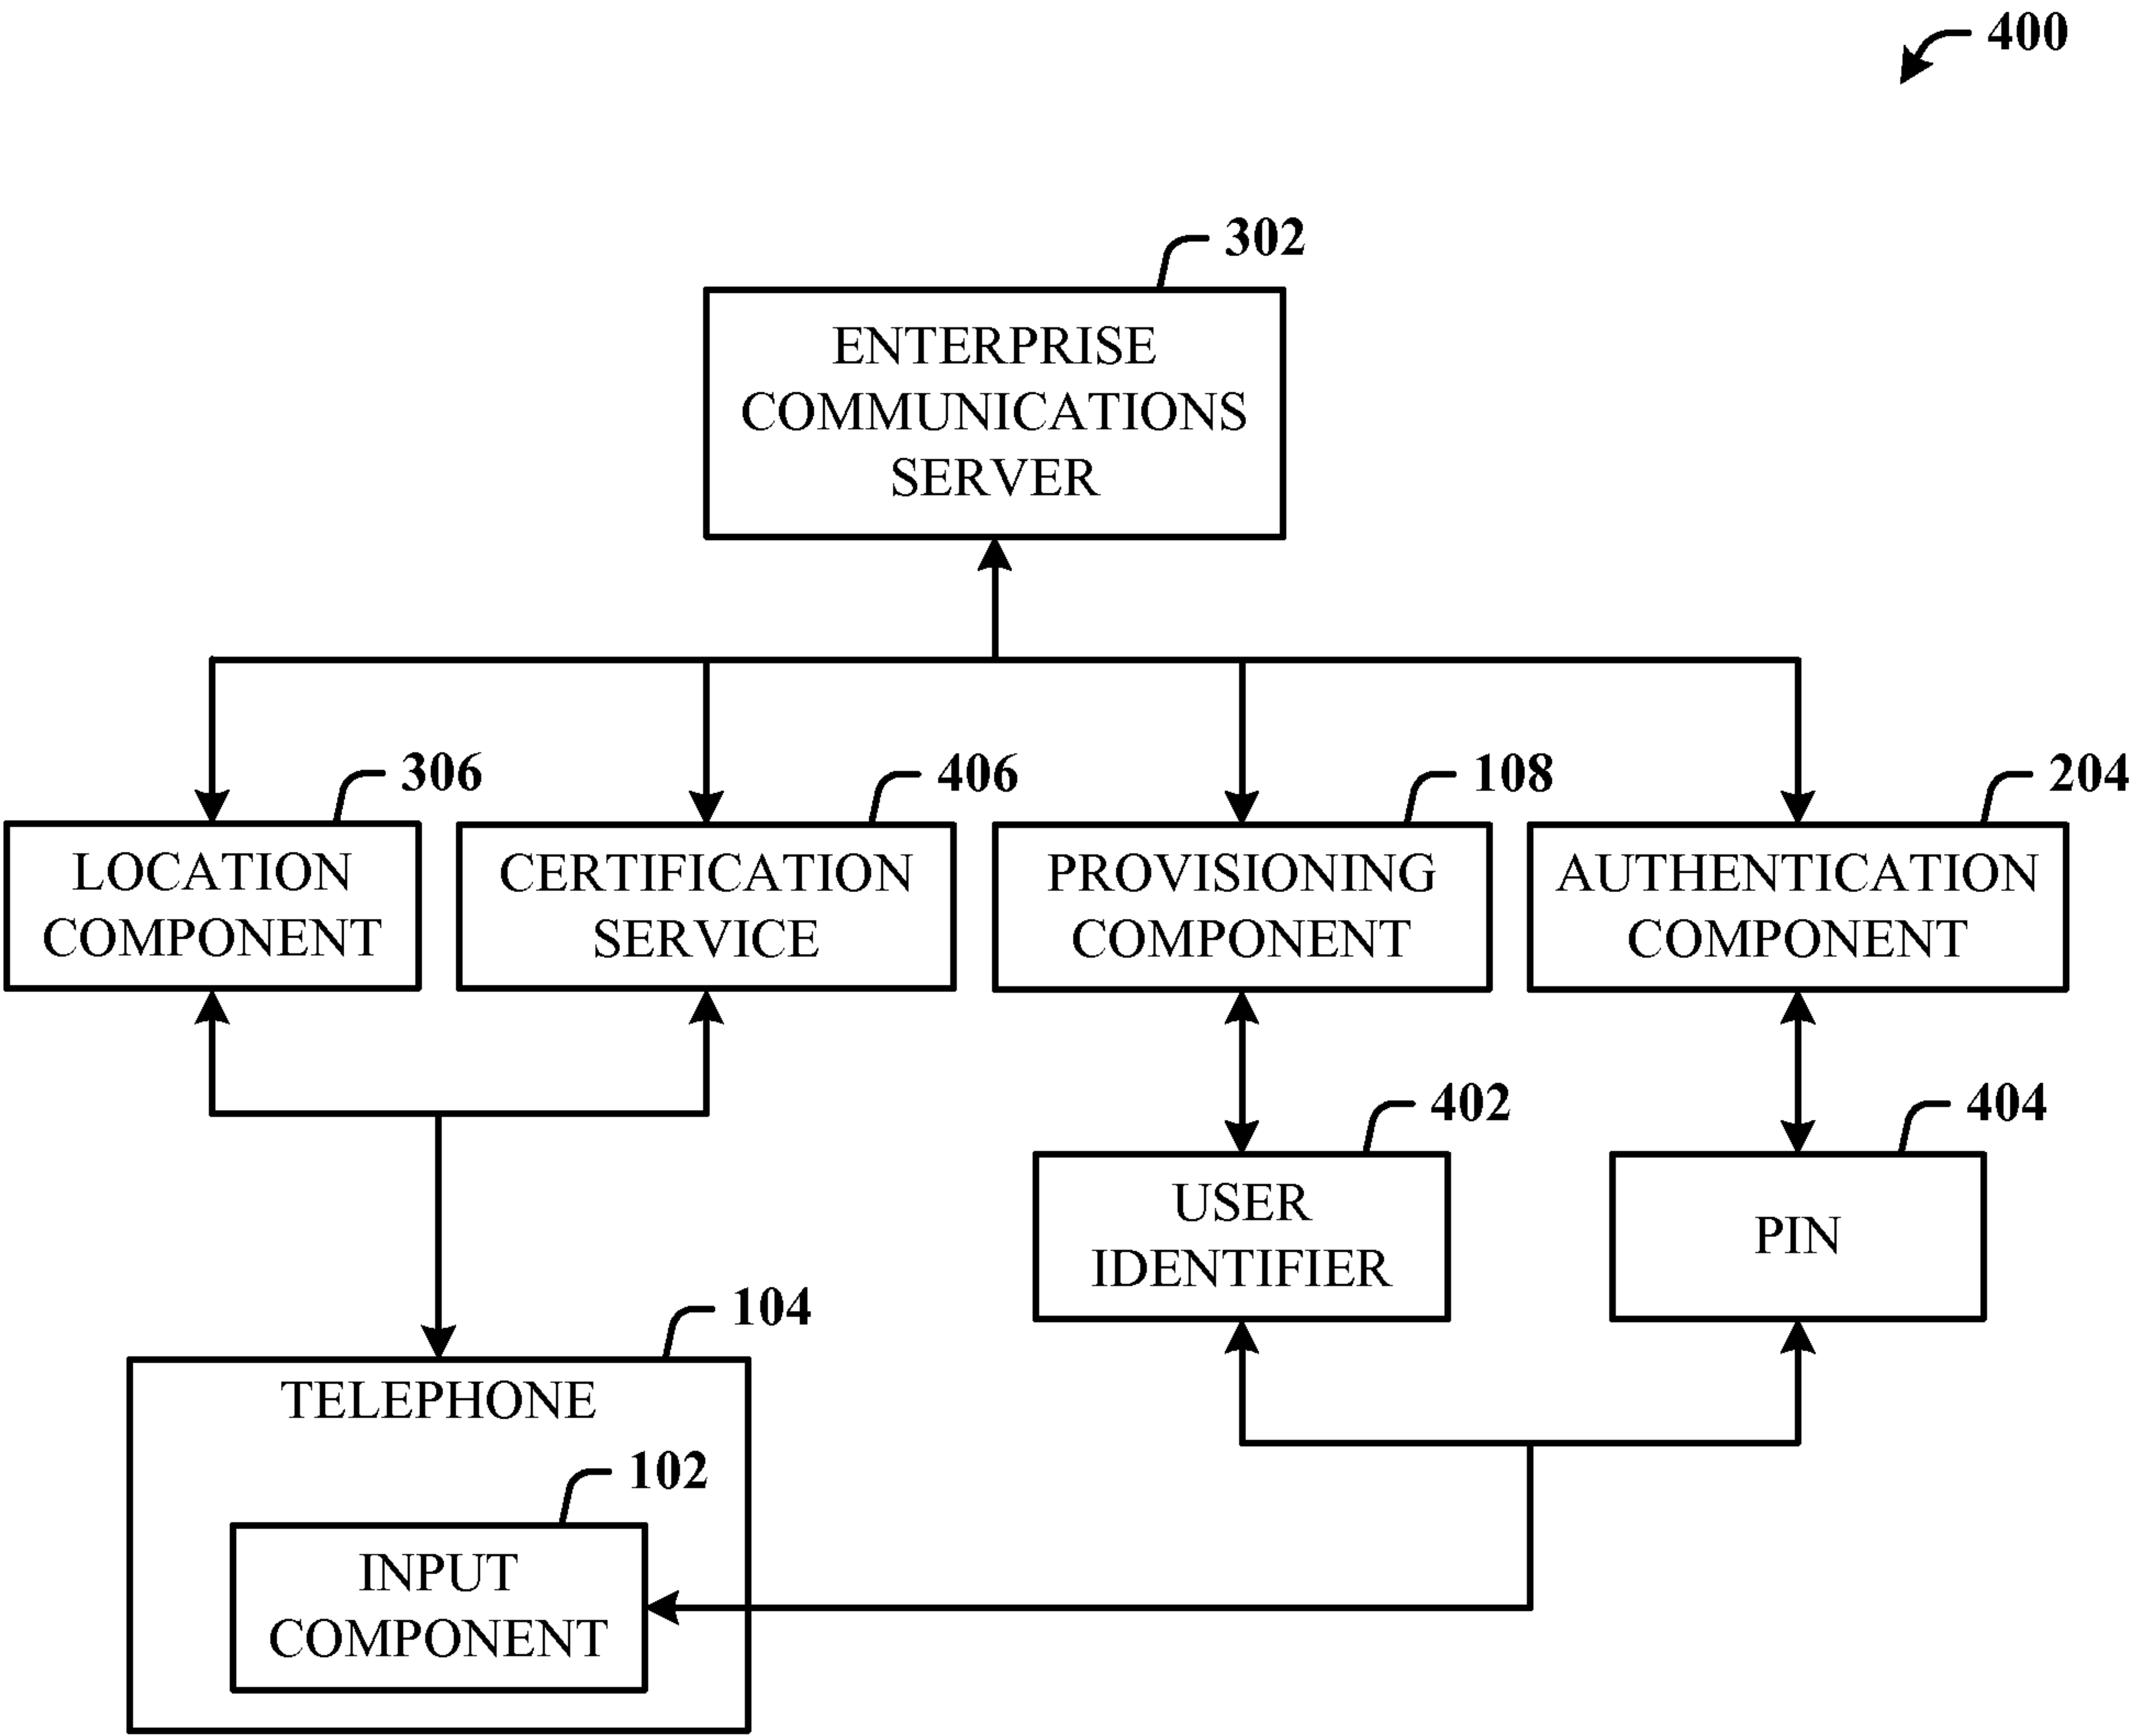 400
302
ENTERPRISE
COMMUNICATIONS
SERVER
306
406
108
204
LOCATION
COMPONENT
CERTIFICATION
SERVICE
PROVISIONING
COMPONENT
AUTHENTICATION
COMPONENT
402
404
USER
IDENTIFIER
PIN
104
TELEPHONE
102
INPUT
COMPONENT